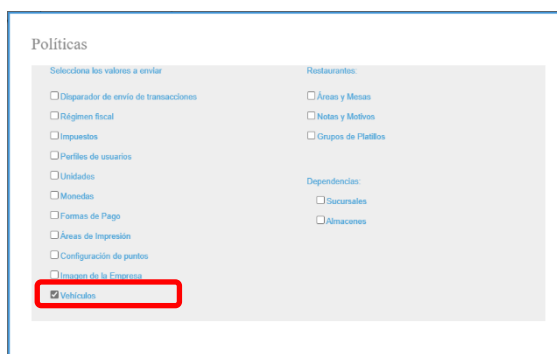 Políticas
Selecciona los valores a enviar
Disparador de envío de transacciones
Régimen fiscal
Impuestos
Perfiles de usuarios
Unidades
Monedas
Formas de Pago
Áreas de Impresión
Configuración de puntos
Imagen de la Empresa
Vehículos
Restaurantes:
Áreas y Mesas
Notas y Motivos
Grupos de Platillos
Dependencias:
Sucursales
Almacenes